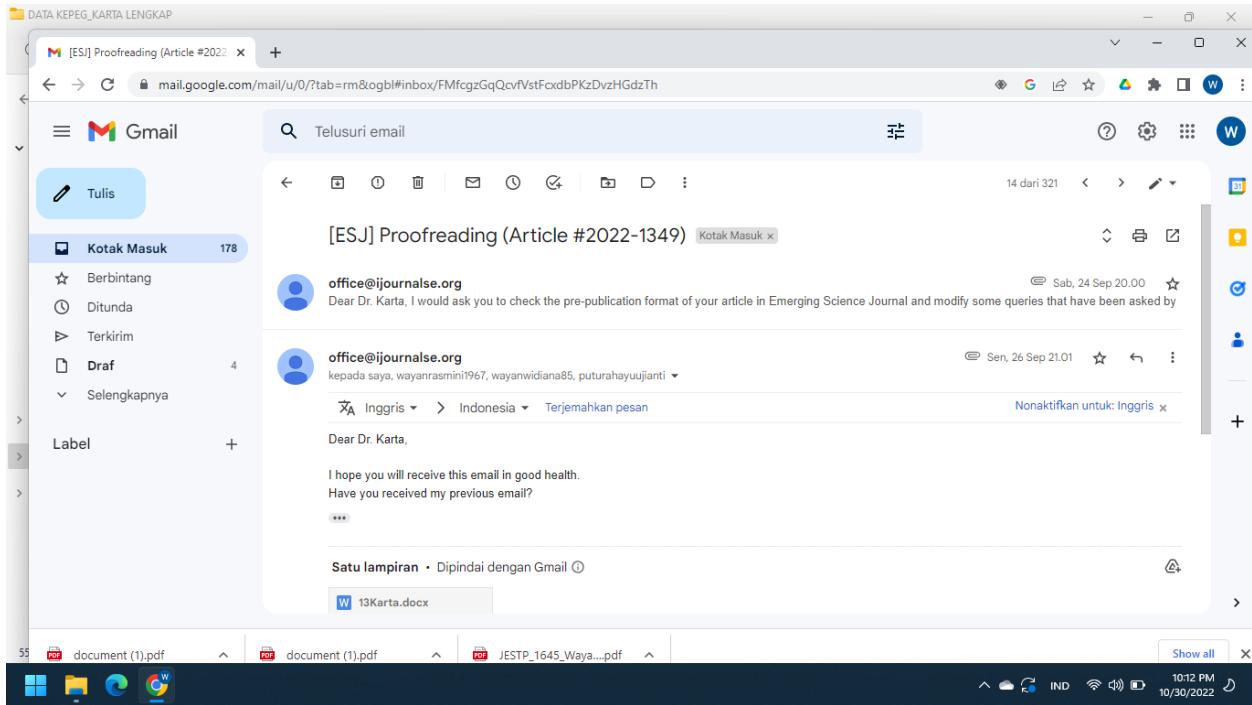 DATA KEPEG_KARTA LENGKAP
[ESJ] Proofreading (Article #2022
mail.google.com/mail/u/0/?tab=rm&ogbl#inbox/FMfcgzGqQcvfVstFcxdbPKzDvzHGdzTh
W
Gmail
Telusuri email
W
Tulis
14 dari 321
31
[ESJ] Proofreading (Article #2022-1349) Kotak Masuk x
Kotak Masuk 178
Berbintang
Ditunda
Terkirim
Draf 4
Selengkapnya
Label
office@ijournalse.org Sab, 24 Sep 20.00
Dear Dr. Karta, I would ask you to check the pre-publication format of your article in Emerging Science Journal and modify some queries that have been asked by
office@ijournalse.org Sen, 26 Sep 21.01
kepada saya, wayanrasmini1967, wayanwidiana85, puturahayuujianti
Inggris > Indonesia Terjemahkan pesan Nonaktifkan untuk: Inggris x
Dear Dr. Karta,
I hope you will receive this email in good health.
Have you received my previous email?
Satu lampiran • Dipindai dengan Gmail
W 13Karta.docx
55
PDF document (1).pdf PDF document (1).pdf PDF JESTP_1645_Waya....pdf Show all
W IND 10:12 PM
10/30/2022